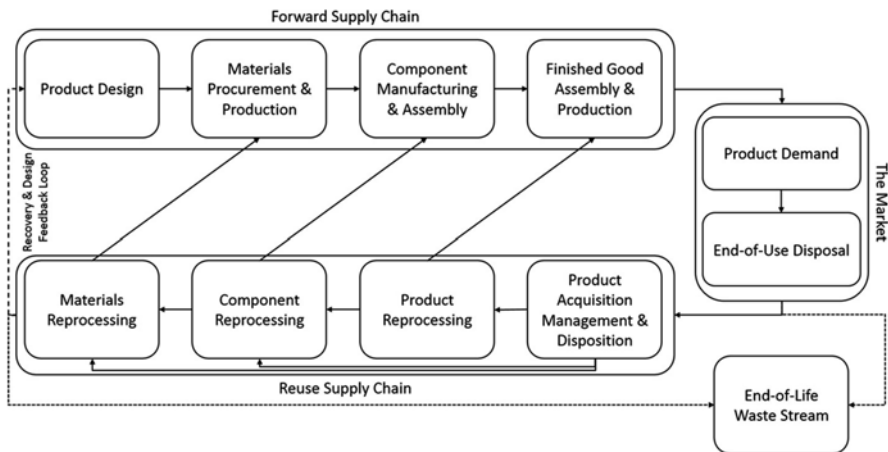 Forward Supply Chain
Product Design
Materials
Procurement &
Production
Component
Manufacturing
& Assembly
Finished Good
Assembly &
Production
Product Demand
End-of-Use Disposal
The Market
Recovery & Design
Feedback Loop
Materials
Reprocessing
Component
Reprocessing
Product
Reprocessing
Product
Acquisition
Management &
Disposition
Reuse Supply Chain
End-of-Life
Waste Stream